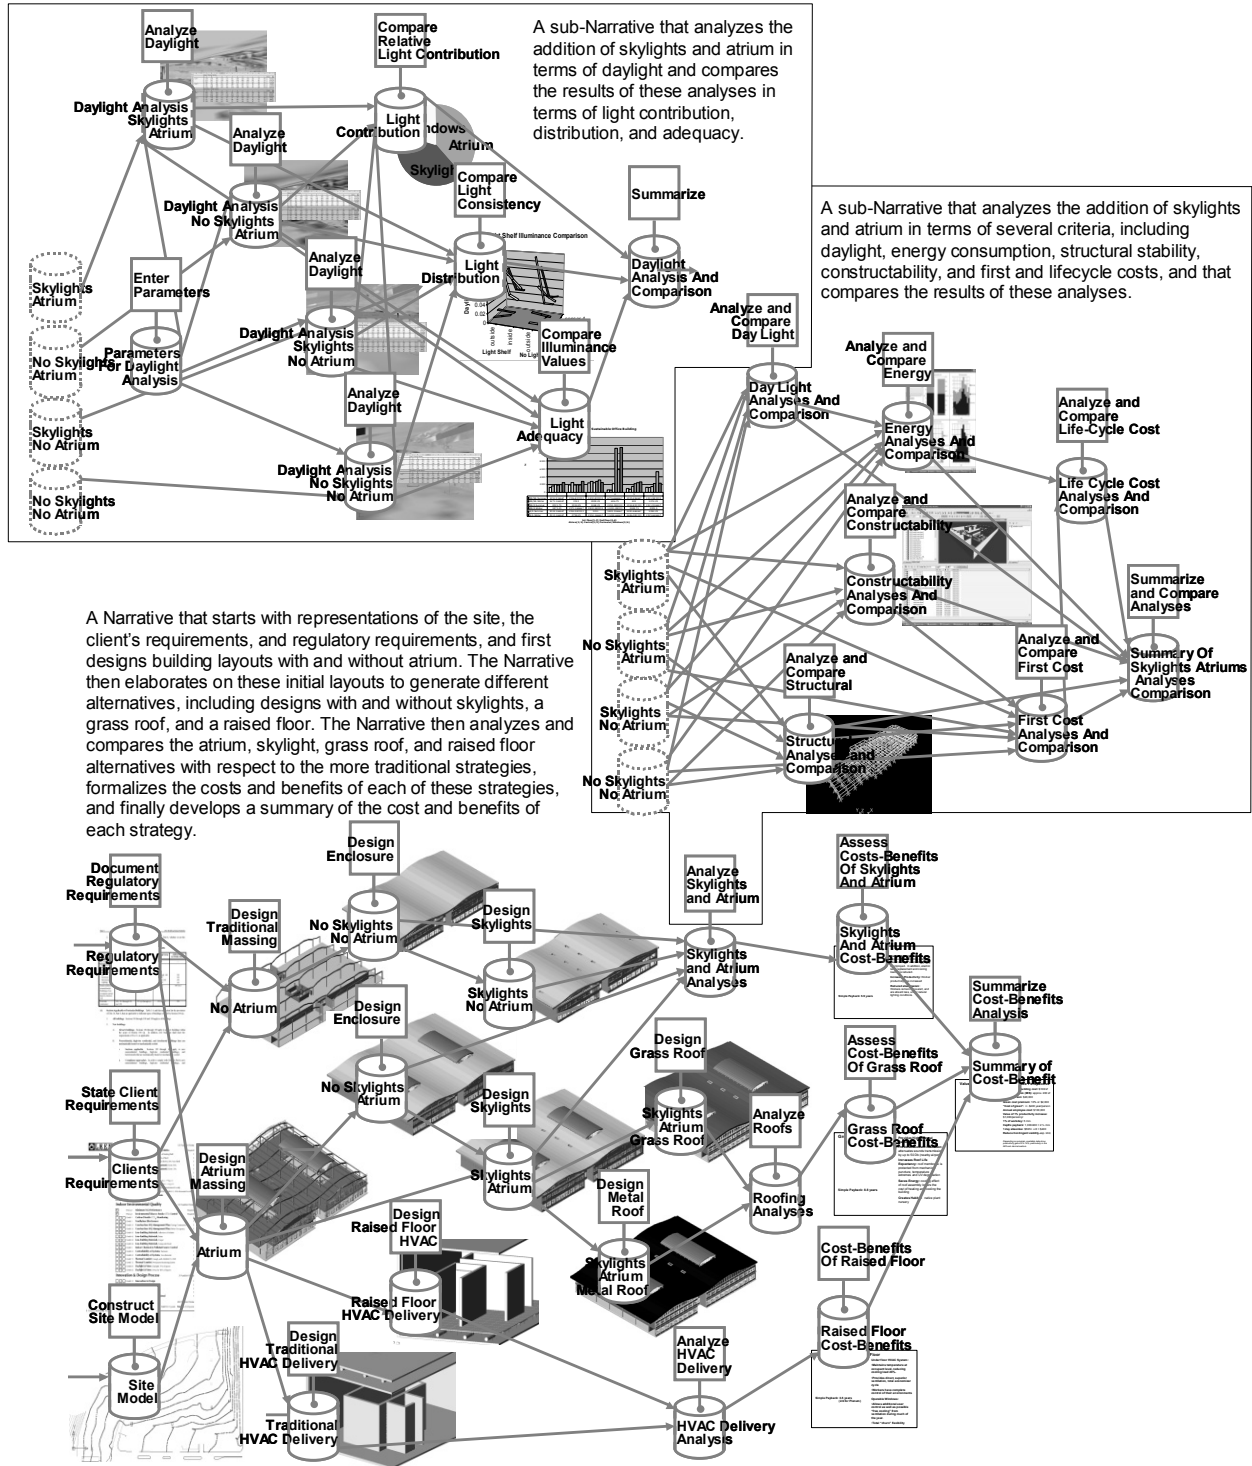 A sub-Narrative that analyzes the
addition of skylights and atrium in
terms of daylight and compares
the results of these analyses in
terms of light contribution,
distribution, and adequacy.
Analyze
Daylight
Compare
Relative
Light Contribution
Daylight Analysis
Skylights
Atrium
Light
Contribution
Atrium
Analyze
Daylight
Compare
Light
Consistency
Summarize
Daylight Analysis
No Skylights
Atrium
Shelf Illuminance Comparison
Analyze
Daylight
Light
Distribution
Daylight
Analysis And
Comparison
Skylights
Atrium
Enter
Parameters
0.04
0.02
0
outside
inside
outside
Light Shelf
Compare
Illuminance
Values
No Skylights
Atrium
Parameters
For Daylight
Analysis
Daylight Analysis
Skylights
No Atrium
Analyze
Daylight
Skylights
No Atrium
Light
Adequacy
Daylight Analysis
No Skylights
No Atrium
No Skylights
No Atrium
A sub-Narrative that analyzes the addition of skylights
and atrium in terms of several criteria, including
daylight, energy consumption, structural stability,
constructability, and first and lifecycle costs, and that
compares the results of these analyses.
Analyze and
Compare
Day Light
Analyze and
Compare
Energy
Day Light
Analyses And
Comparison
Analyze and
Compare
Life-Cycle Cost
Energy
Analyses And
Comparison
Life Cycle Cost
Analyses And
Comparison
Analyze and
Compare
Constructability
Skylights
Atrium
Constructability
Analyses And
Comparison
Summarize
and Compare
Analyses
No Skylights
Atrium
Analyze and
Compare
Structural
Analyze and
Compare
First Cost
Summary Of
Skylights Atriums
Analyses
Comparison
Skylights
No Atrium
First Cost
Analyses And
Comparison
Structural
Analyses and
Comparison
No Skylights
No Atrium
A Narrative that starts with representations of the site, the
client's requirements, and regulatory requirements, and first
designs building layouts with and without atrium. The Narrative
then elaborates on these initial layouts to generate different
alternatives, including designs with and without skylights, a
grass roof, and a raised floor. The Narrative then analyzes and
compares the atrium, skylight, grass roof, and raised floor
alternatives with respect to the more traditional strategies,
formalizes the costs and benefits of each of these strategies,
and finally develops a summary of the cost and benefits of
each strategy.
Document
Regulatory
Requirements
Design
Enclosure
Analyze
Skylights
and Atrium
Assess
Costs-Benefits
Of Skylights
And Atrium
Design
Traditional
Massing
Design
Skylights
No Skylights
No Atrium
Regulatory
Requirements
Skylights
and Atrium
Analyses
Skylights
And Atrium
Cost-Benefits
No Atrium
Skylights
No Atrium
Summarize
Cost-Benefits
Analysis
Design
Enclosure
Design
Grass Roof
Assess
Cost-Benefits
Of Grass Roof
State Client
Requirements
No Skylights
Atrium
Design
Skylights
Summary of
Cost-Benefit
Skylights
Atrium
Grass Roof
Analyze
Roofs
Grass Roof
Cost-Benefits
Clients
Requirements
Design
Atrium
Massing
Skylights
Atrium
Design
Metal
Roof
Roofing
Analyses
Atrium
Design
Raised Floor
HVAC
Skylights
Atrium
Metal Roof
Cost-Benefits
Of Raised Floor
Construct
Site Model
Raised Floor
HVAC Delivery
Raised Floor
Cost-Benefits
Design
Traditional
HVAC Delivery
Analyze
HVAC
Delivery
Site
Model
Traditional
HVAC Delivery
HVAC Delivery
Analysis